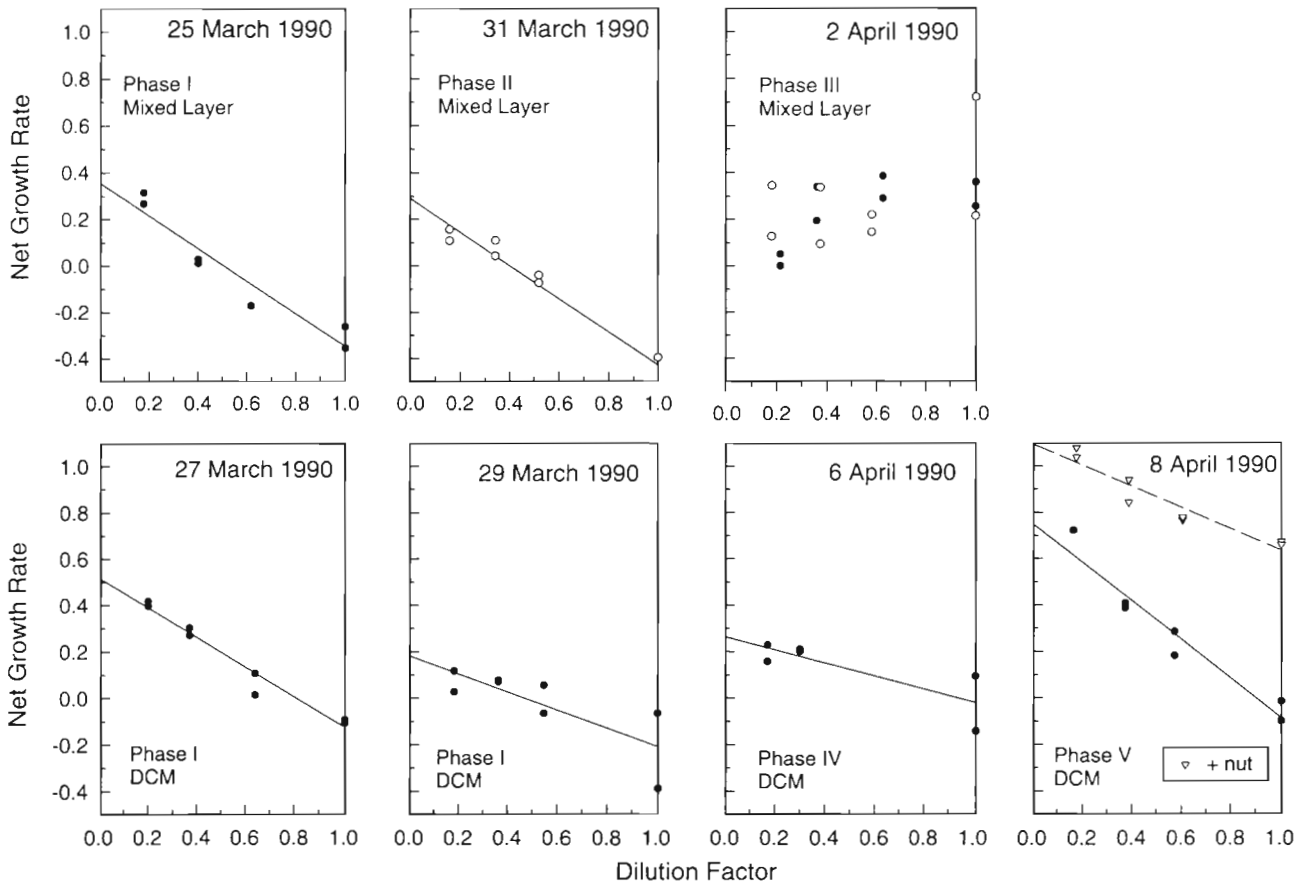 25 March 1990
Phase I
Mixed Layer
Net Growth Rate
1.0
0.8
0.6
0.4
0.2
0.0
-0.2
-0.4
0.0 0.2 0.4 0.6 0.8 1.0
31 March 1990
Phase II
Mixed Layer
0.0 0.2 0.4 0.6 0.8 1.0
2 April 1990
Phase III
Mixed Layer
0.0 0.2 0.4 0.6 0.8 1.0
27 March 1990
Phase I
DCM
Net Growth Rate
1.0
0.8
0.6
0.4
0.2
0.0
-0.2
-0.4
0.0 0.2 0.4 0.6 0.8 1.0
29 March 1990
Phase I
DCM
0.0 0.2 0.4 0.6 0.8 1.0
6 April 1990
Phase IV
DCM
0.0 0.2 0.4 0.6 0.8 1.0
8 April 1990
Phase V
DCM
+ nut
0.0 0.2 0.4 0.6 0.8 1.0
Dilution Factor